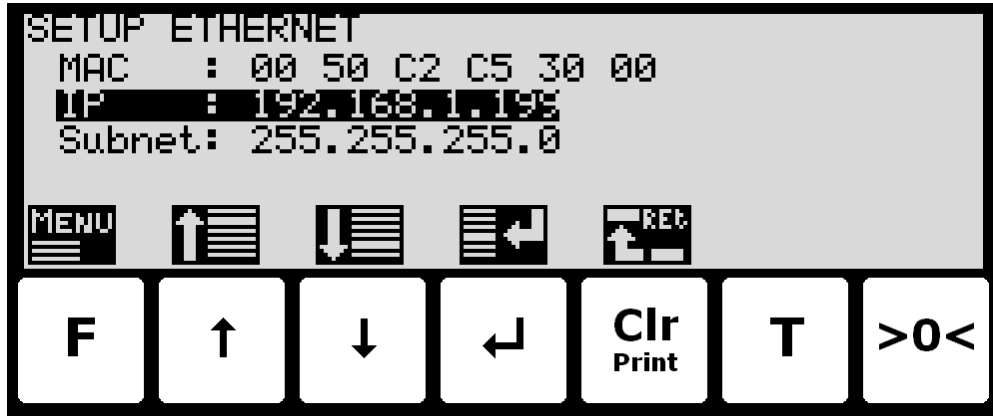 SETUP ETHERNET
MAC : 00 50 C2 C5 30 00
IP : 192.168.1.199
Subnet: 255.255.255.0
MENU
Ret
F ↑ ↓ ↵ Clr T >0<
Print